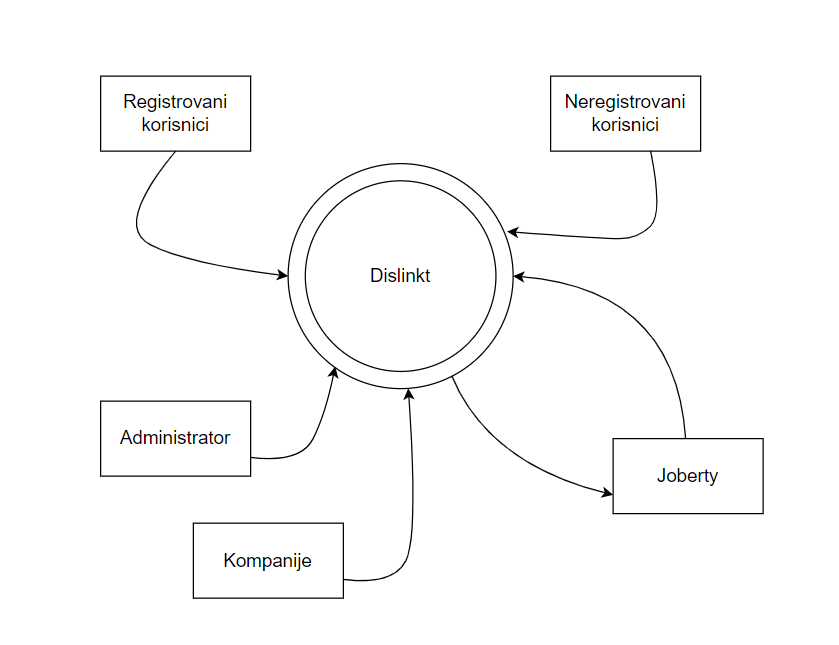 Registrovani
korisnici
Neregistrovani
korisnici
Dislinkt
Administrator
Joberty
Kompanije